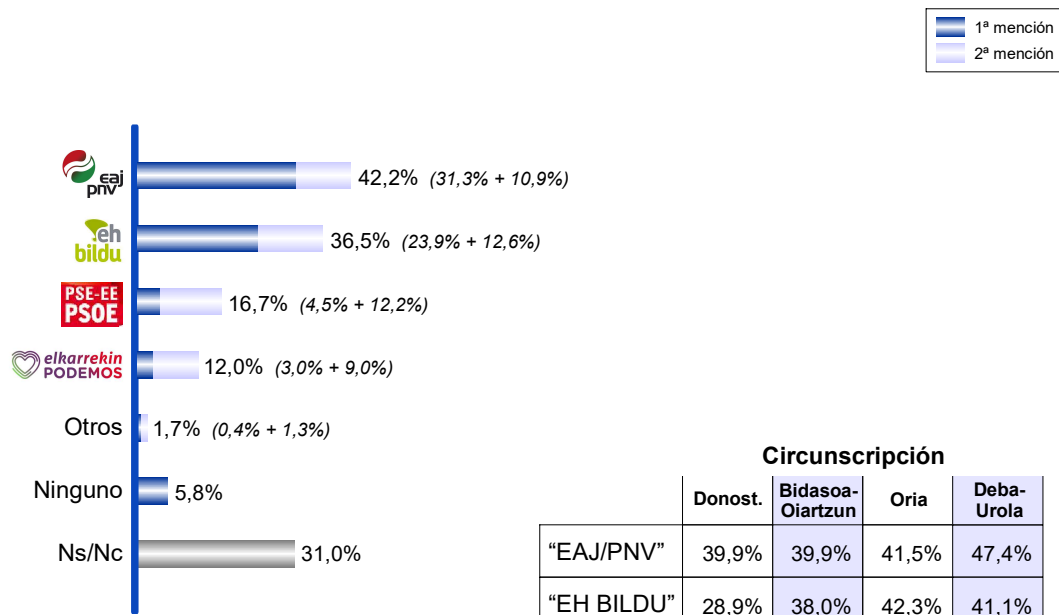 1ª mención
2ª mención
eaj
pnv
42,2% (31,3% + 10,9%)
eh
bildu
36,5% (23,9% + 12,6%)
PSE-EE
PSOE
16,7% (4,5% + 12,2%)
elkarrekin
PODEMOS
12,0% (3,0% + 9,0%)
Otros 1,7% (0,4% + 1,3%)
Ninguno 5,8%
Ns/Nc 31,0%
Circunscripción
Donost. Bidasoa-Oiartzun Oria Deba-Urola
“EAJ/PNV” 39,9% 39,9% 41,5% 47,4%
“EH BILDU” 28,9% 38,0% 42,3% 41,1%